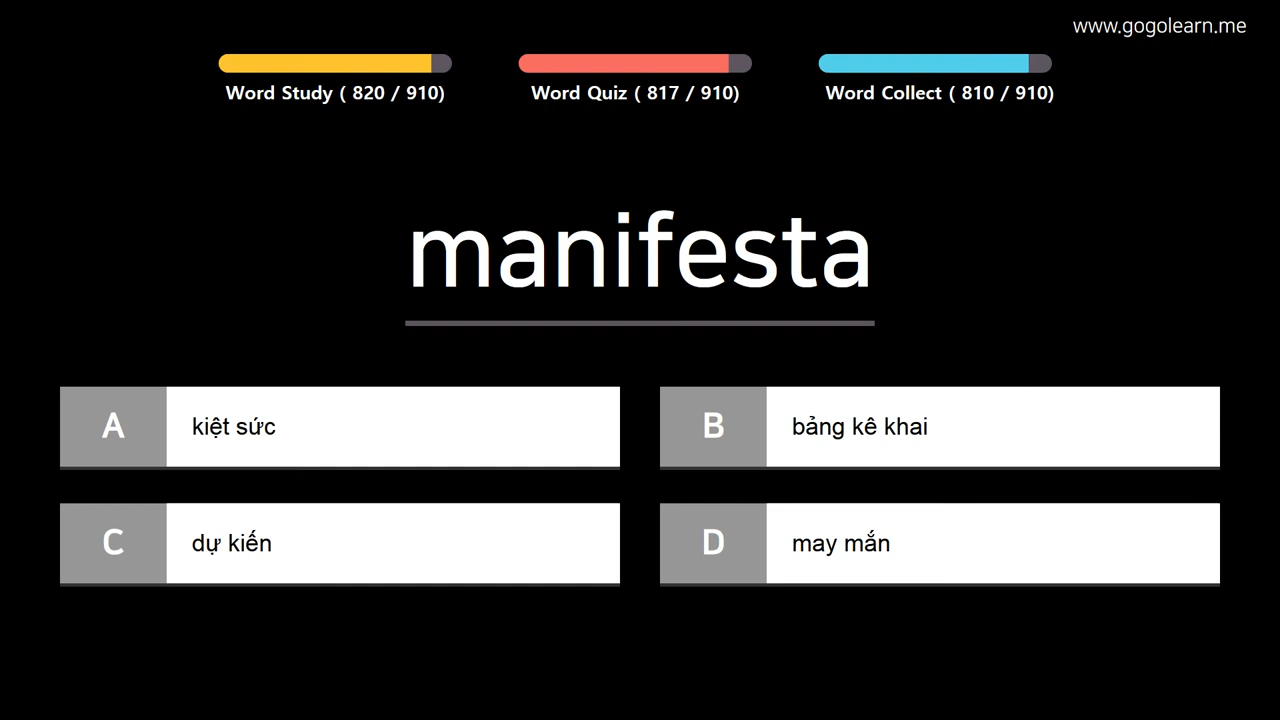 www.gogolearn.me
Word Study ( 820 / 910)
Word Quiz ( 817 / 910)
Word Collect ( 810 / 910)
manifesta
A
kiệt sức
B
bảng kê khai
C
dự kiến
D
may mắn